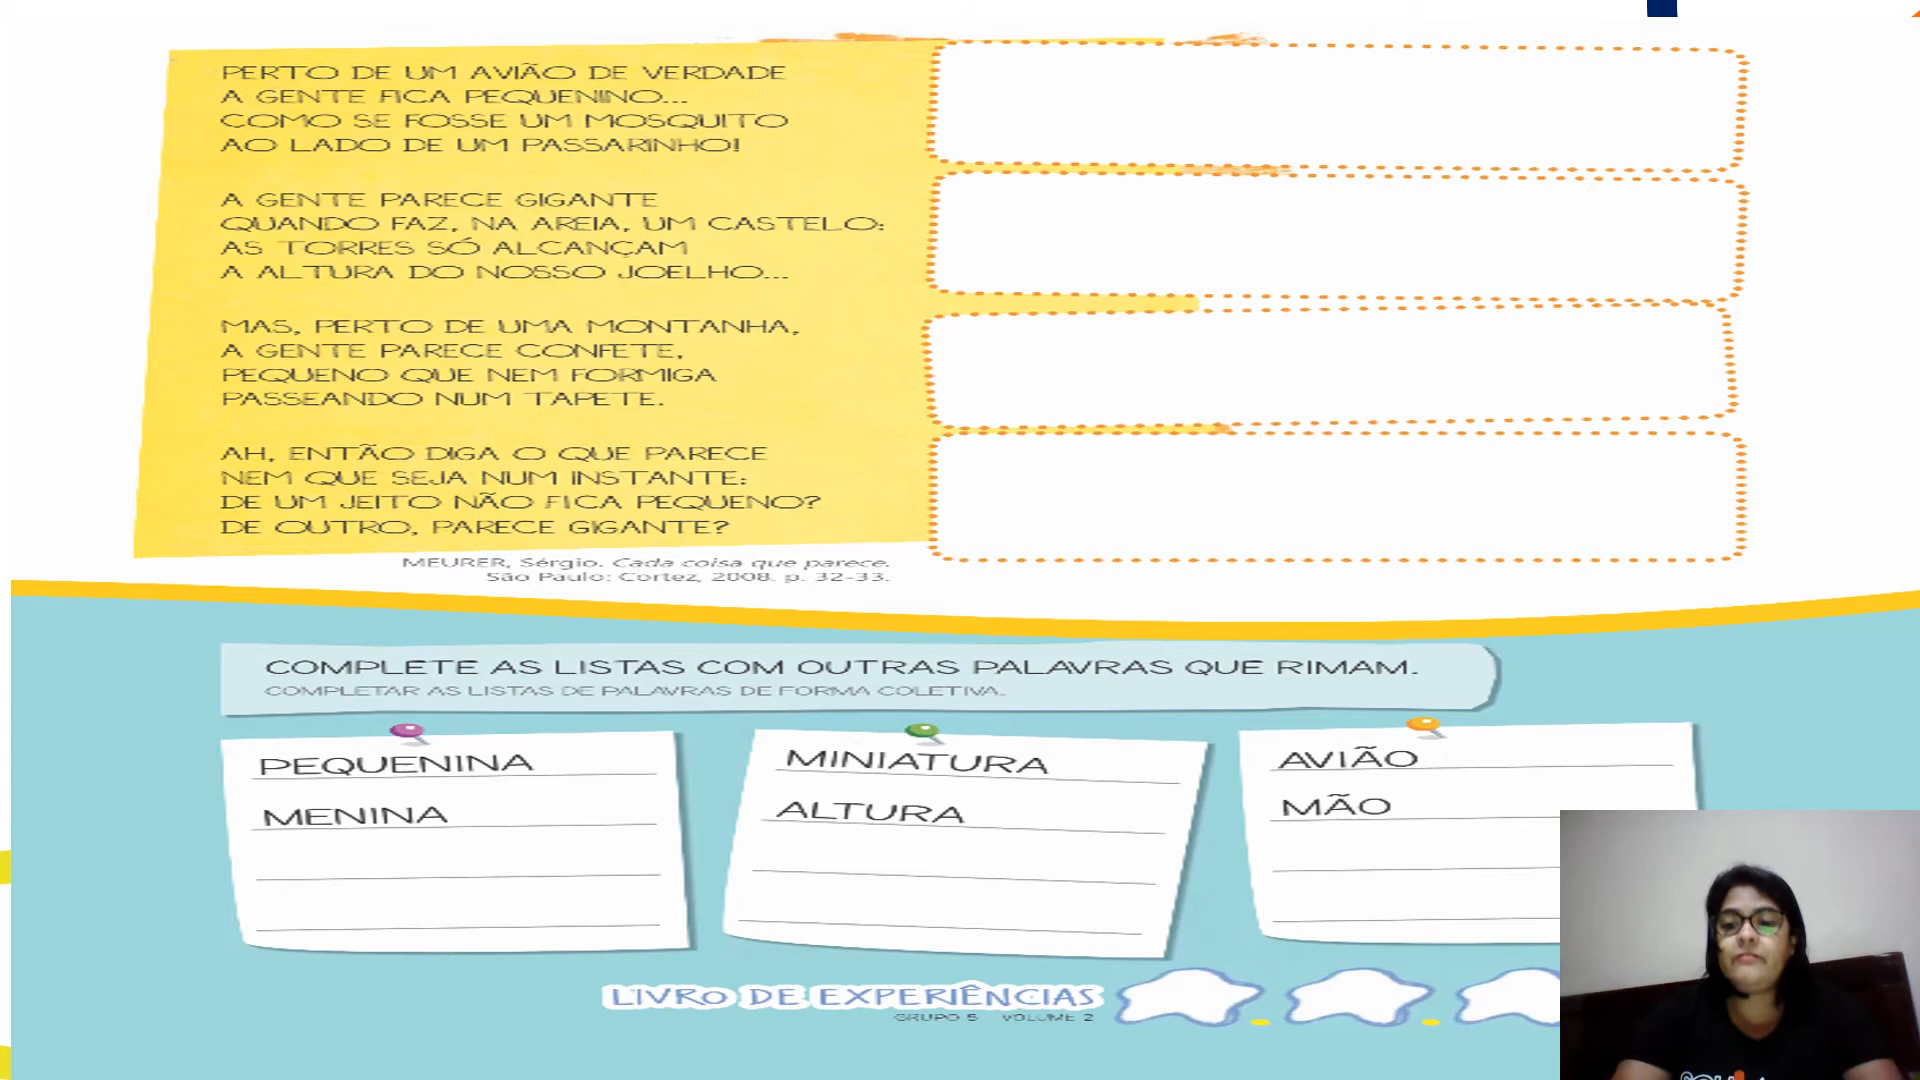 PERTO DE UM AVIÃO DE VERDADE
A GENTE FICA PEQUENINO...
COMO SE FOSSE UM MOSQUITO
AO LADO DE UM PASSARINHO!
A GENTE PARECE GIGANTE
QUANDO FAZ, NA AREIA, UM CASTELO:
AS TORRES SÓ ALCANÇAM
A ALTURA DO NOSSO JOELHO...
MAS, PERTO DE UMA MONTANHA,
A GENTE PARECE CONFETE,
PEQUENO QUE NEM FORMIGA
PASSEANDO NUM TAPETE.
AH, ENTÃO DIGA O QUE PARECE
NEM QUE SEJA NUM INSTANTE:
DE UM JEITO NÃO FICA PEQUENO?
DE OUTRO, PARECE GIGANTE?
MEURER, Sérgio. Cada coisa que parece.
São Paulo: Cortez, 2008. p. 32-33.
COMPLETE AS LISTAS COM OUTRAS PALAVRAS QUE RIMAM.
COMPLETAR AS LISTAS DE PALAVRAS DE FORMA COLETIVA.
PEQUENINA
MENINA
MINIATURA
ALTURA
AVIÃO
MÃO
LIVRO DE EXPERIÊNCIAS
GRUPO 5 VOLUME 2